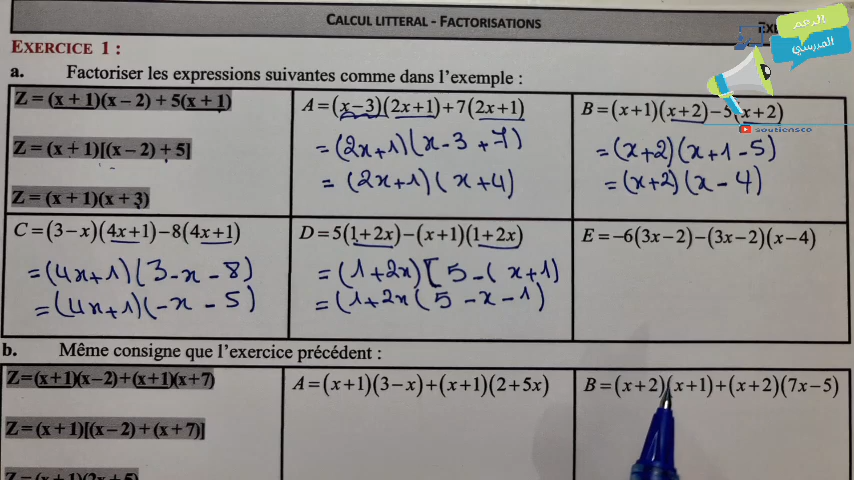 CALCUL LITTERAL - FACTORISATIONS
الرقم
المدرسي
soutiensco
EXERCICE 1 :
a. Factoriser les expressions suivantes comme dans l'exemple :
Z = (x + 1)(x – 2) + 5(x + 1)
Z = (x + 1)[(x – 2) + 5]
Z = (x + 1)(x + 3)
A = (x–3)(2x+1)+7(2x+1)
= (2x+1)(x-3 +7)
= (2x+1)(x+4)
B = (x+1)(x+2)–5(x+2)
= (x+2)(x+1-5)
= (x+2)(x-4)
C = (3–x)(4x+1)–8(4x+1)
= (4x+1)(3-x-8)
= (4x+1)(-x-5)
D = 5(1+2x)–(x+1)(1+2x)
= (1+2x)[5-(x+1)
= (1+2x(5-x-1)
E = –6(3x–2)–(3x–2)(x–4)
b. Même consigne que l'exercice précédent :
Z=(x+1)(x–2)+(x+1)(x+7)
Z = (x + 1)[(x – 2) + (x + 7)]
Z = (x + 1)(2x + 5)
A = (x+1)(3–x)+(x+1)(2+5x)
B = (x+2)(x+1)+(x+2)(7x–5)